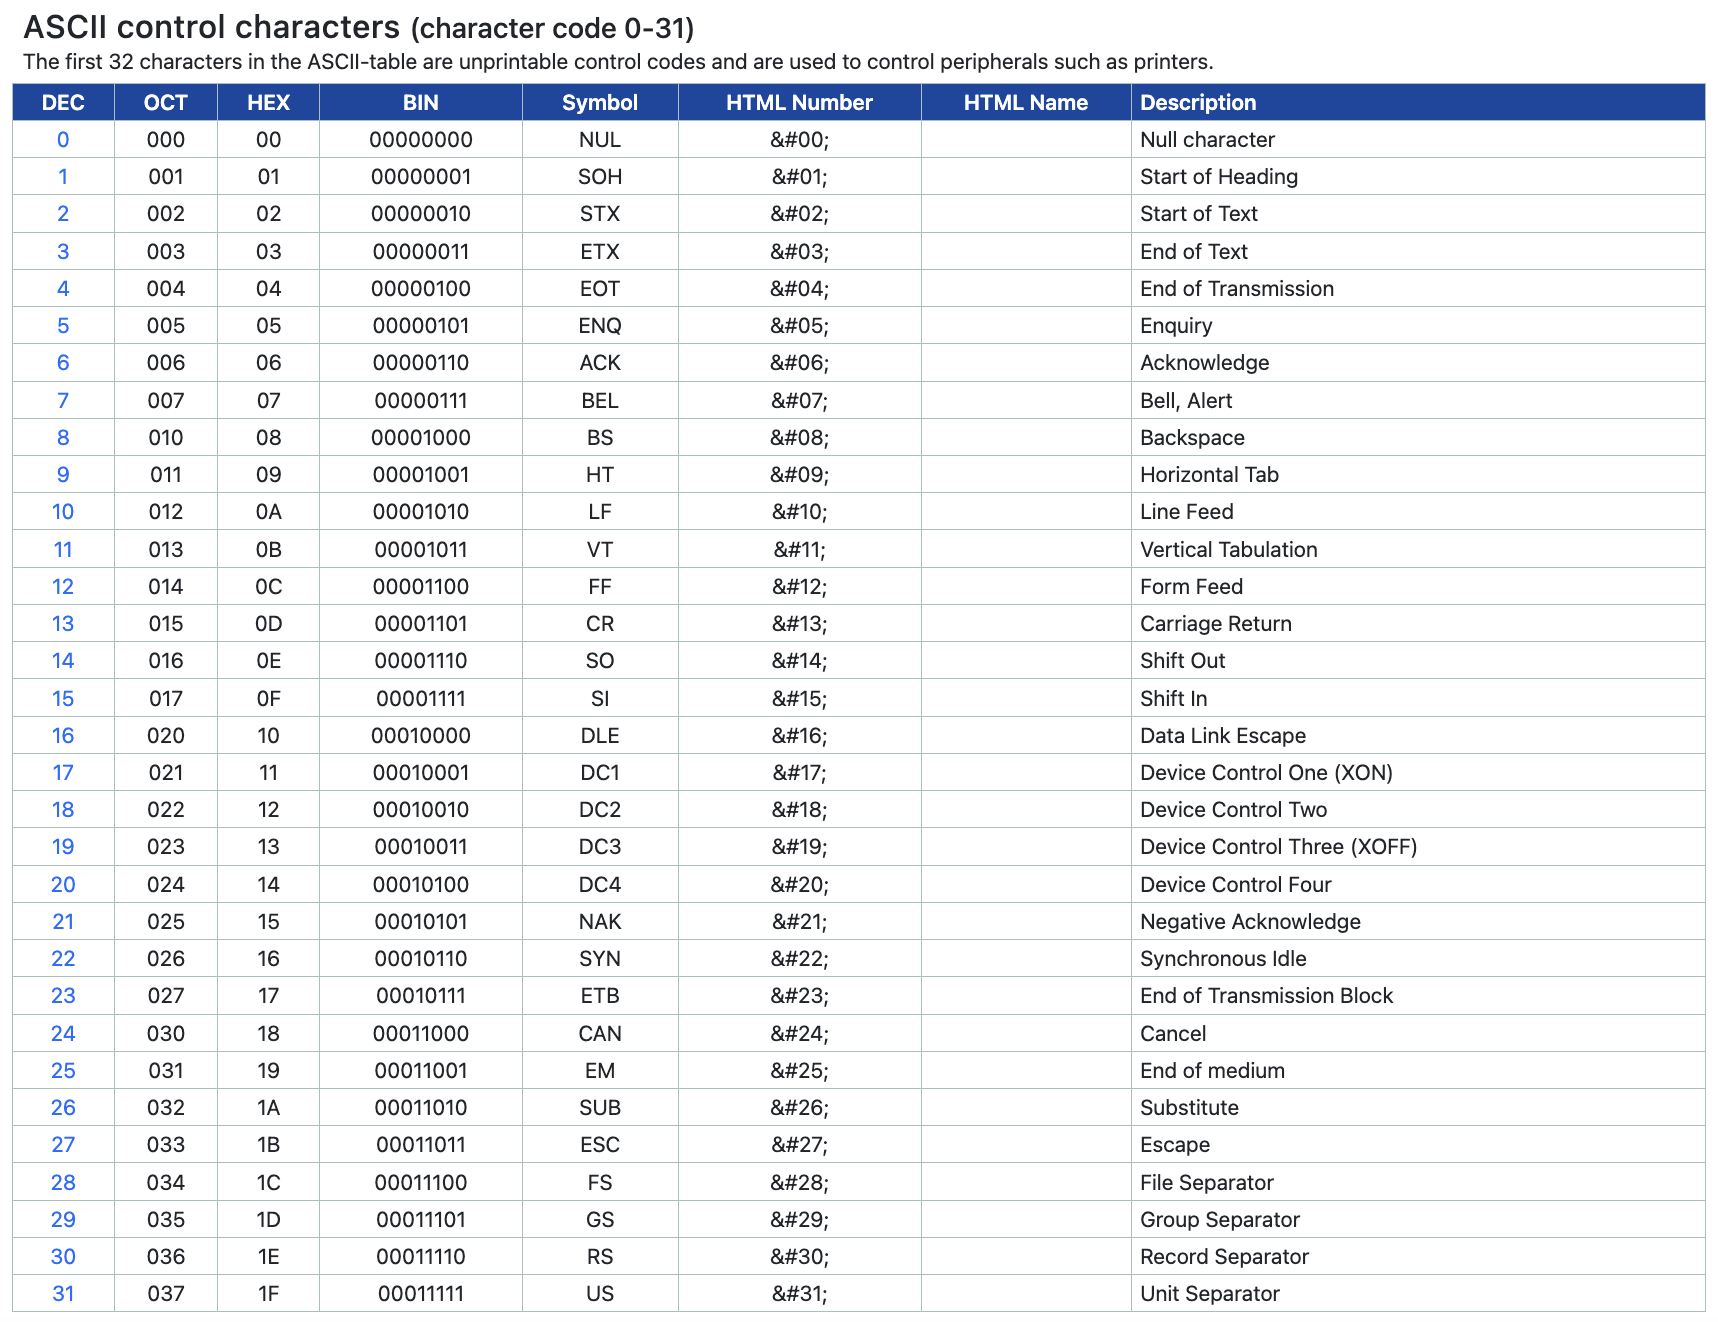 ASCII control characters (character code 0-31)
The first 32 characters in the ASCII-table are unprintable control codes and are used to control peripherals such as printers.
DEC OCT HEX BIN Symbol HTML Number HTML Name Description
0 000 00 00000000 NUL &#00; Null character
1 001 01 00000001 SOH &#01; Start of Heading
2 002 02 00000010 STX &#02; Start of Text
3 003 03 00000011 ETX &#03; End of Text
4 004 04 00000100 EOT &#04; End of Transmission
5 005 05 00000101 ENQ &#05; Enquiry
6 006 06 00000110 ACK &#06; Acknowledge
7 007 07 00000111 BEL &#07; Bell, Alert
8 010 08 00001000 BS &#08; Backspace
9 011 09 00001001 HT &#09; Horizontal Tab
10 012 0A 00001010 LF &#10; Line Feed
11 013 0B 00001011 VT &#11; Vertical Tabulation
12 014 0C 00001100 FF &#12; Form Feed
13 015 0D 00001101 CR &#13; Carriage Return
14 016 0E 00001110 SO &#14; Shift Out
15 017 0F 00001111 SI &#15; Shift In
16 020 10 00010000 DLE &#16; Data Link Escape
17 021 11 00010001 DC1 &#17; Device Control One (XON)
18 022 12 00010010 DC2 &#18; Device Control Two
19 023 13 00010011 DC3 &#19; Device Control Three (XOFF)
20 024 14 00010100 DC4 &#20; Device Control Four
21 025 15 00010101 NAK &#21; Negative Acknowledge
22 026 16 00010110 SYN &#22; Synchronous Idle
23 027 17 00010111 ETB &#23; End of Transmission Block
24 030 18 00011000 CAN &#24; Cancel
25 031 19 00011001 EM &#25; End of medium
26 032 1A 00011010 SUB &#26; Substitute
27 033 1B 00011011 ESC &#27; Escape
28 034 1C 00011100 FS &#28; File Separator
29 035 1D 00011101 GS &#29; Group Separator
30 036 1E 00011110 RS &#30; Record Separator
31 037 1F 00011111 US &#31; Unit Separator